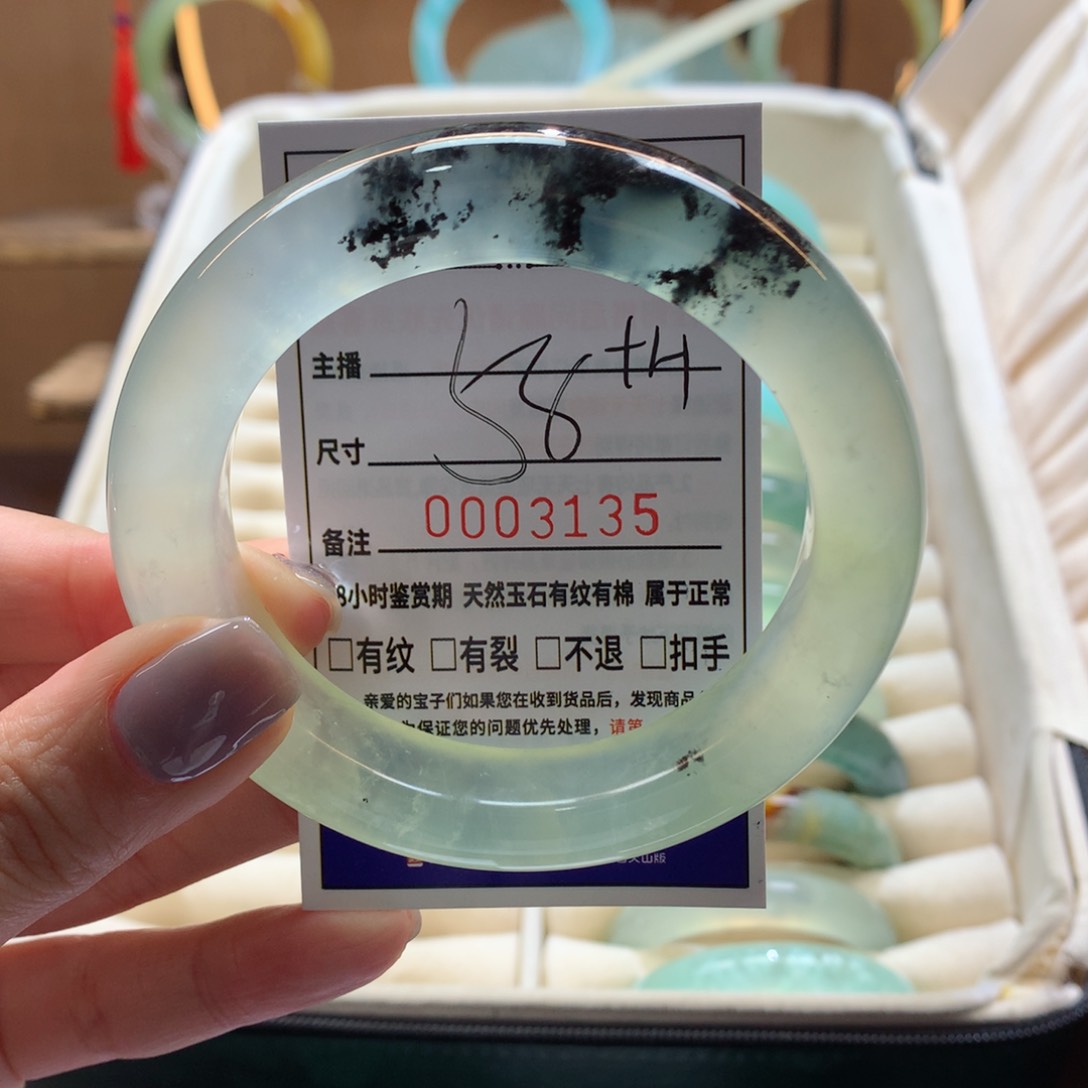 主播
58+H
尺寸
0003135
备注
8小时鉴赏期 天然玉石有纹有棉 属于正常
□有纹 □有裂 □不退 □扣手
亲爱的宝子们如果您在收到货品后，发现商品
保证您的问题优先处理，请第